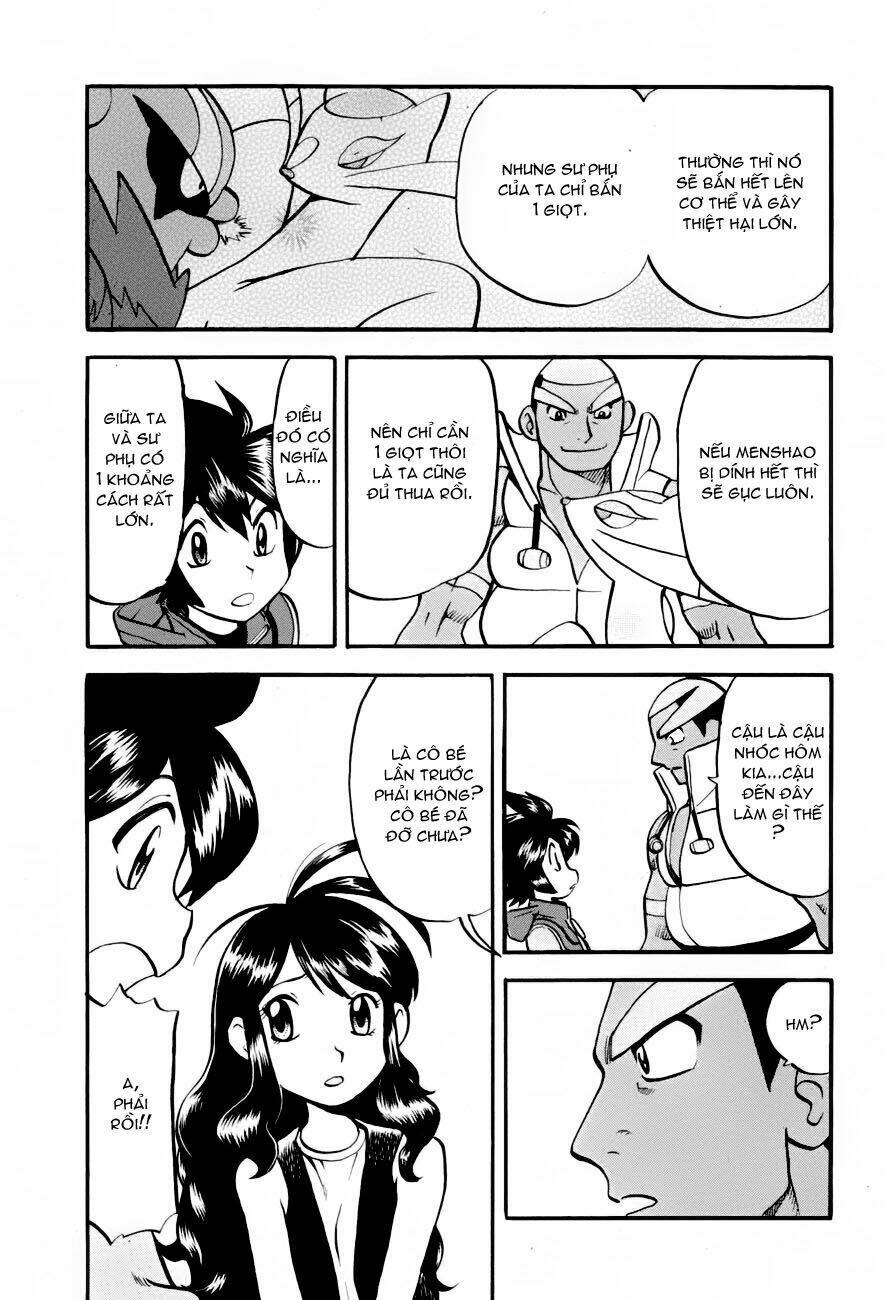 THƯỜNG THÌ NÓ
SẼ BẮN HẾT LÊN
CƠ THỂ VÀ GÂY
THIỆT HẠI LỚN.
NHƯNG SƯ PHỤ
CỦA TA CHỈ BẮN
1 GIỌT.
NẾU MENSHAO
BỊ DÍNH HẾT THÌ
SẼ GỤC LUÔN.
NÊN CHỈ CẦN
1 GIỌT THÔI
LÀ TA CŨNG
ĐỦ THUA RỒI.
ĐIỀU
ĐÓ CÓ
NGHĨA
LÀ...
GIỮA TA
VÀ SƯ
PHỤ CÓ
1 KHOẢNG
CÁCH RẤT
LỚN.
CẬU LÀ CẬU
NHÓC HÔM
KIA...CẬU
ĐẾN ĐÂY
LÀM GÌ THẾ
?
HM?
LÀ CÔ BÉ
LẦN TRƯỚC
PHẢI KHÔNG?
CÔ BÉ ĐÃ
ĐỠ CHƯA?
A,
PHẢI
RỒI!!